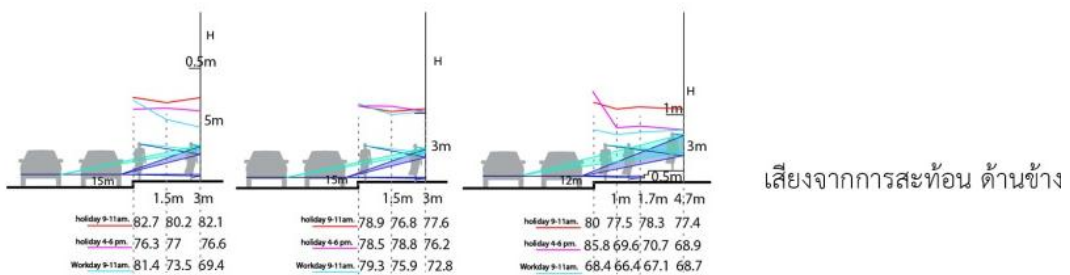 H
0.5m
5m
15m
1.5m 3m
holiday 9-11am. 82.7 80.2 82.1
holiday 4-6 pm. 76.3 77 76.6
Workday 9-11am. 81.4 73.5 69.4
H
3m
15m
1.5m 3m
holiday 9-11am. 78.9 76.8 77.6
holiday 4-6 pm. 78.5 78.8 76.2
Workday 9-11am. 79.3 75.9 72.8
H
1m
3m
12m
0.5m
1m 1.7m 4.7m
holiday 9-11am. 80 77.5 78.3 77.4
holiday 4-6 pm. 85.8 69.6 70.7 68.9
Workday 9-11am. 68.4 66.4 67.1 68.7
เสียงจากการสะท้อน ด้านข้าง